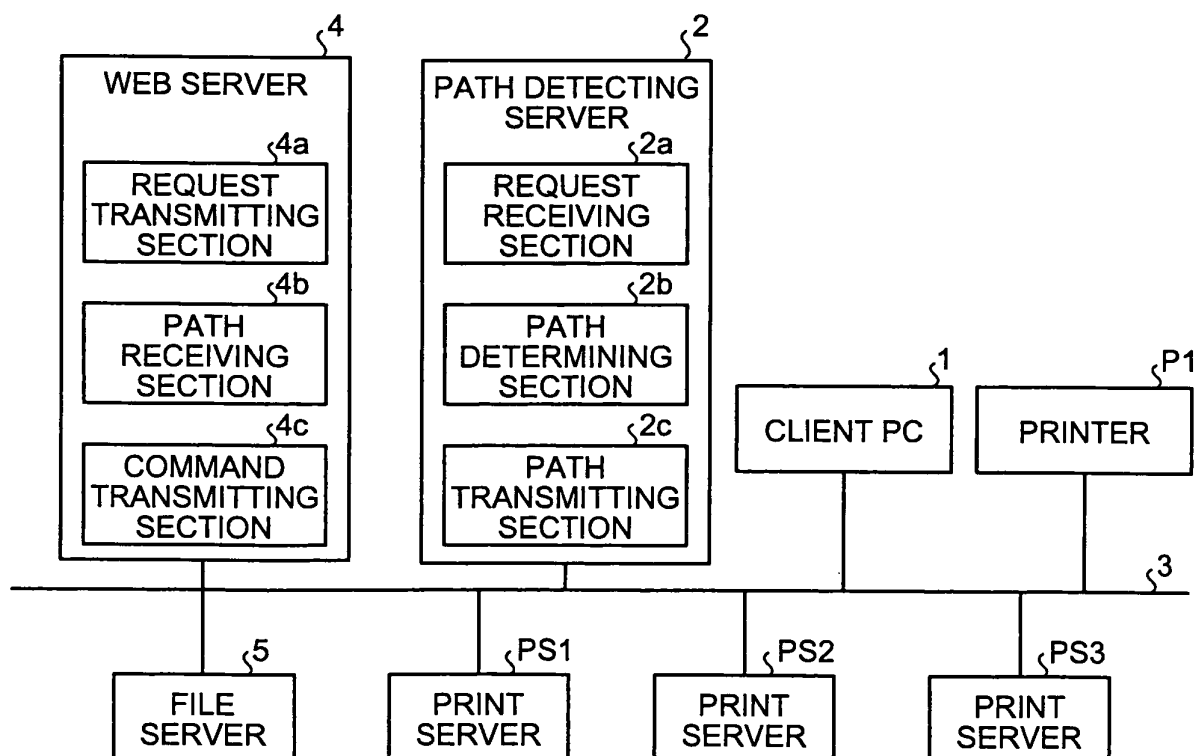 4
WEB SERVER
4a
REQUEST
TRANSMITTING
SECTION
4b
PATH
RECEIVING
SECTION
4c
COMMAND
TRANSMITTING
SECTION
2
PATH DETECTING
SERVER
2a
REQUEST
RECEIVING
SECTION
2b
PATH
DETERMINING
SECTION
2c
PATH
TRANSMITTING
SECTION
1
CLIENT PC
P1
PRINTER
3
5
FILE
SERVER
PS1
PRINT
SERVER
PS2
PRINT
SERVER
PS3
PRINT
SERVER